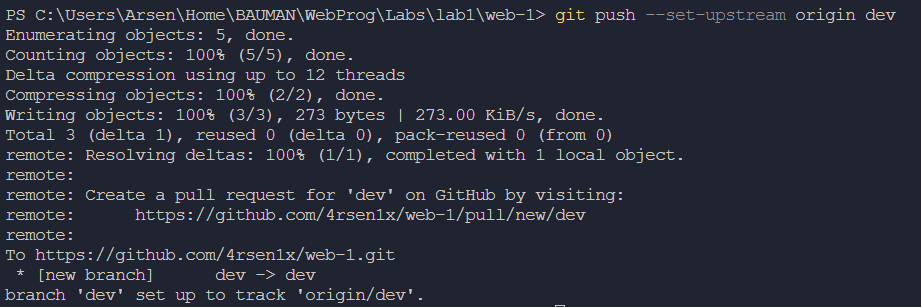 PS C:\Users\Arsen\Home\BAUMAN\WebProg\Labs\lab1\web-1> git push --set-upstream origin dev
Enumerating objects: 5, done.
Counting objects: 100% (5/5), done.
Delta compression using up to 12 threads
Compressing objects: 100% (2/2), done.
Writing objects: 100% (3/3), 273 bytes | 273.00 KiB/s, done.
Total 3 (delta 1), reused 0 (delta 0), pack-reused 0 (from 0)
remote: Resolving deltas: 100% (1/1), completed with 1 local object.
remote:
remote: Create a pull request for 'dev' on GitHub by visiting:
remote:      https://github.com/4rsen1x/web-1/pull/new/dev
remote:
To https://github.com/4rsen1x/web-1.git
 * [new branch]      dev -> dev
branch 'dev' set up to track 'origin/dev'.